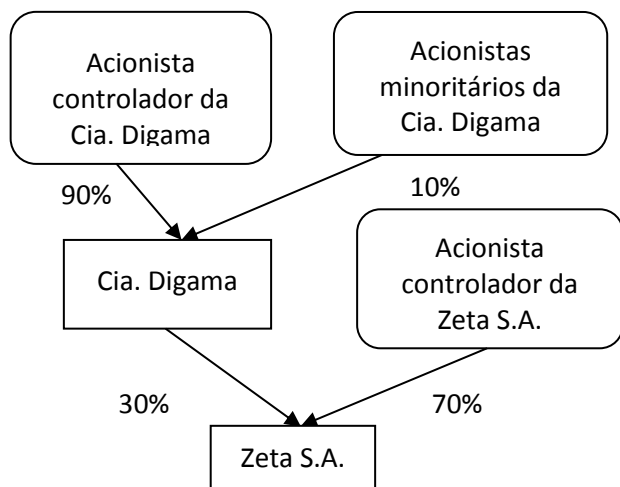 Acionista
controlador da
Cia. Digama
Acionistas
minoritários da
Cia. Digama
90%
10%
Cia. Digama
Acionista
controlador da
Zeta S.A.
30%
70%
Zeta S.A.